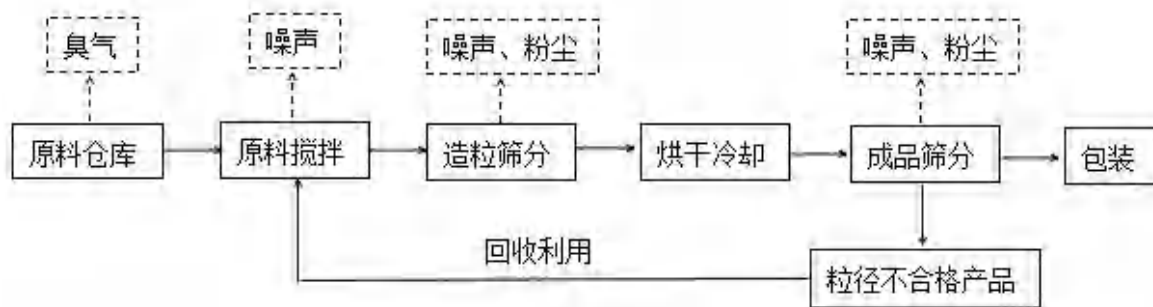 臭气
噪声
噪声、粉尘
噪声、粉尘
原料仓库
原料搅拌
造粒筛分
烘干冷却
成品筛分
包装
回收利用
粒径不合格产品